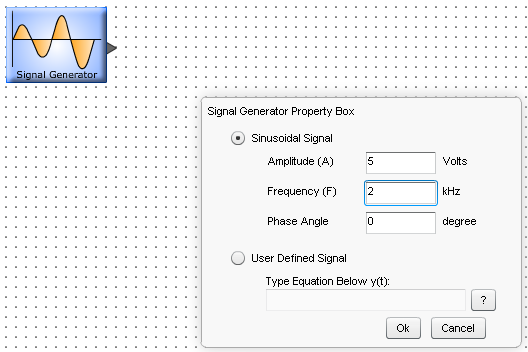 Signal Generator
Signal Generator Property Box
Sinusoidal Signal
Amplitude (A) 5 Volts
Frequency (F) 2 kHz
Phase Angle 0 degree
User Defined Signal
Type Equation Below y(t):
?
Ok Cancel